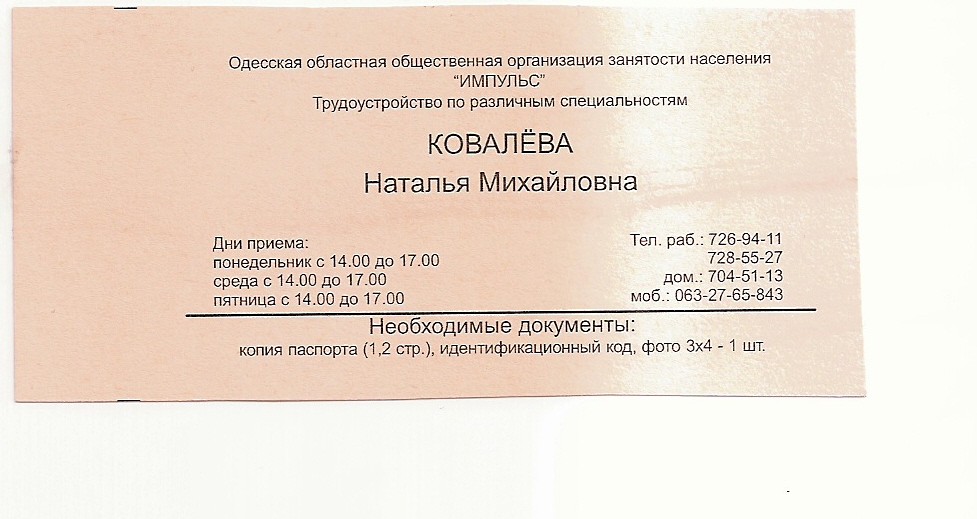 Одесская областная общественная организация занятости населения
“ИМПУЛЬС”
Трудоустройство по различным специальностям
КОВАЛЁВА
Наталья Михайловна
Дни приема:
понедельник с 14.00 до 17.00
среда с 14.00 до 17.00
пятница с 14.00 до 17.00
Тел. раб.: 726-94-11
728-55-27
дом.: 704-51-13
моб.: 063-27-65-843
Необходимые документы:
копия паспорта (1,2 стр.), идентификационный код, фото 3х4 - 1 шт.